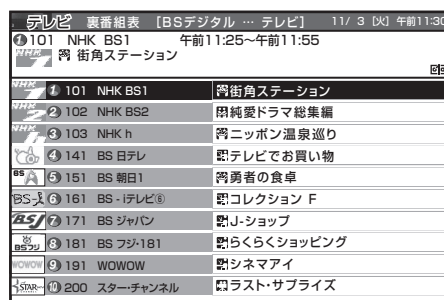 テレビ 裏番組表 [BSデジタル … テレビ] 11/ 3 [火] 午前11:30
①101 NHK BS1 午前11:25~午前11:55
街角ステーション
① 101 NHK BS1 街角ステーション
② 102 NHK BS2 純愛ドラマ総集編
③ 103 NHK h ニッポン温泉巡り
④ 141 BS 日テレ テレビでお買い物
⑤ 151 BS 朝日1 勇者の食卓
BS-i ⑥ 161 BS - iテレビ⑥ コレクション F
BSJ ⑦ 171 BS ジャパン J-ショップ
BSフジ ⑧ 181 BS フジ・181 らくらくショッピング
WOWOW ⑨ 191 WOWOW シネマアイ
STAR ⑩ 200 スター・チャンネル ラスト・サプライズ